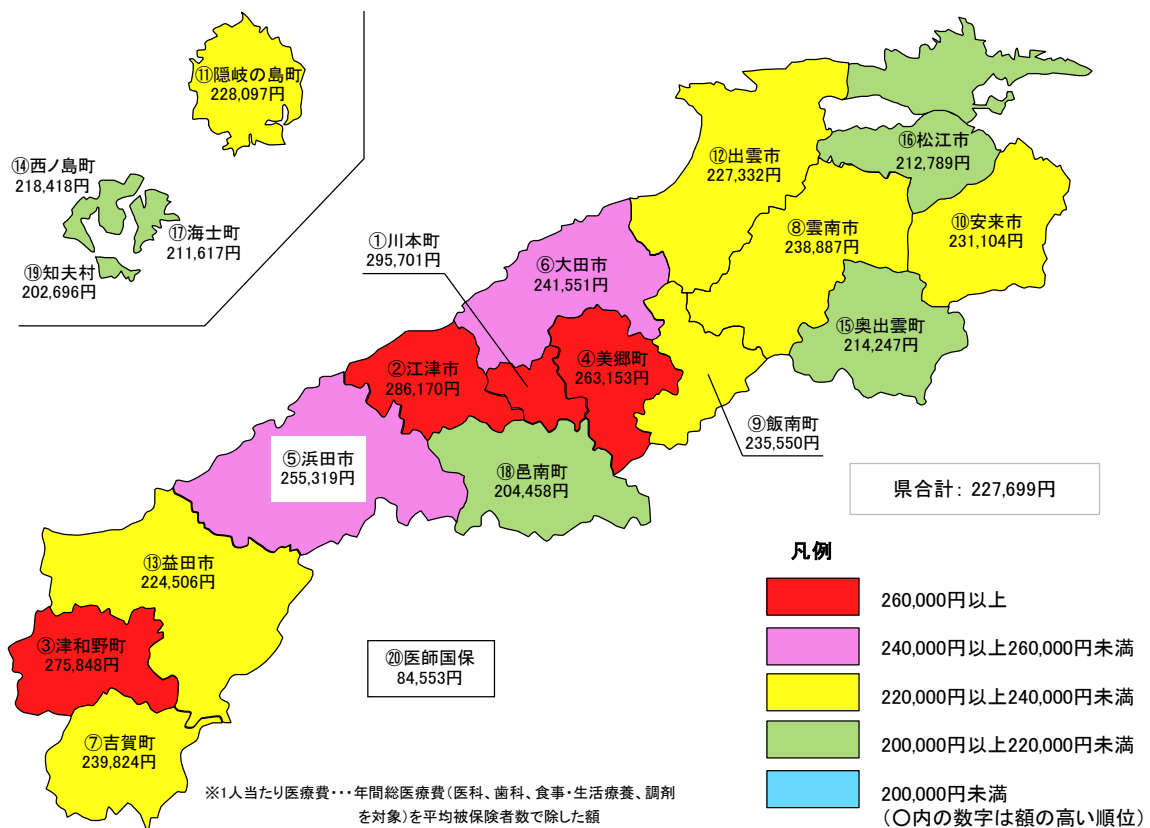 ⑪隠岐の島町
228,097円
⑭西ノ島町
218,418円
⑰海士町
211,617円
⑲知夫村
202,696円
⑯松江市
212,789円
⑫出雲市
227,332円
⑧雲南市
238,887円
⑩安来市
231,104円
①川本町
295,701円
⑥大田市
241,551円
⑮奥出雲町
214,247円
④美郷町
263,153円
②江津市
286,170円
⑨飯南町
235,550円
⑤浜田市
255,319円
⑱邑南町
204,458円
県合計: 227,699円
⑬益田市
224,506円
③津和野町
275,848円
⑳医師国保
84,553円
⑦吉賀町
239,824円
凡例
260,000円以上
240,000円以上260,000円未満
220,000円以上240,000円未満
200,000円以上220,000円未満
200,000円未満
(〇内の数字は額の高い順位)
※1人当たり医療費・・・年間総医療費(医科、歯科、食事・生活療養、調剤
を対象)を平均被保険者数で除した額